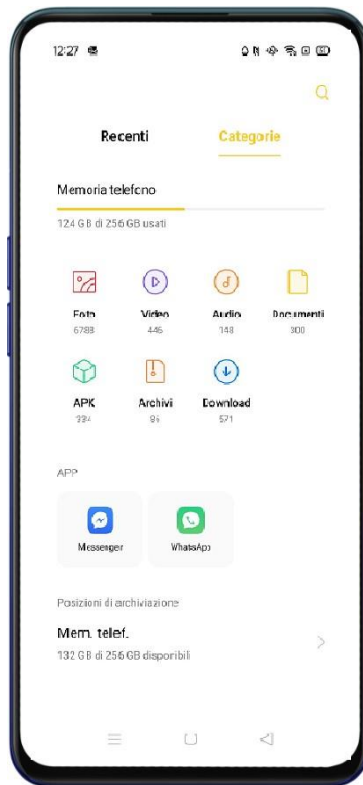 12:27
Recenti Categorie
Memoria telefono
124 GB di 256 GB usati
Foto Video Audio Documenti
6788 446 148 300
APK Archivi Download
334 96 571
APP
Messenger WhatsApp
Posizioni di archiviazione
Mem. telef.
132 GB di 256 GB disponibili